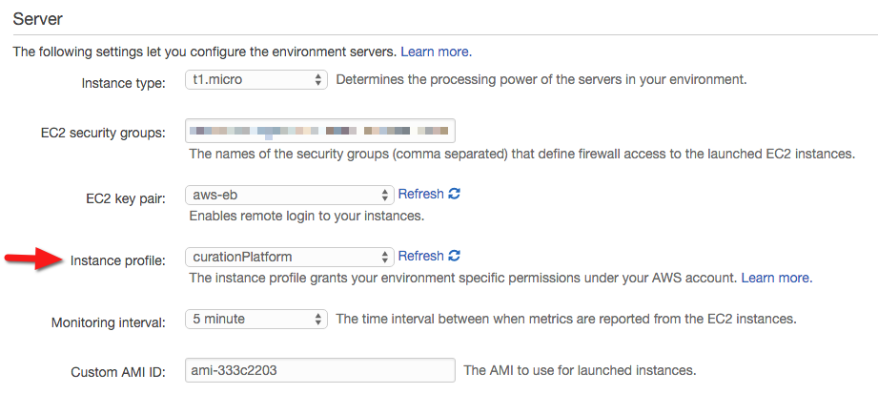 Server
The following settings let you configure the environment servers. Learn more.
Instance type: t1.micro Determines the processing power of the servers in your environment.
EC2 security groups:
The names of the security groups (comma separated) that define firewall access to the launched EC2 instances.
EC2 key pair: aws-eb Refresh
Enables remote login to your instances.
Instance profile: curationPlatform Refresh
The instance profile grants your environment specific permissions under your AWS account. Learn more.
Monitoring interval: 5 minute The time interval between when metrics are reported from the EC2 instances.
Custom AMI ID: ami-333c2203 The AMI to use for launched instances.